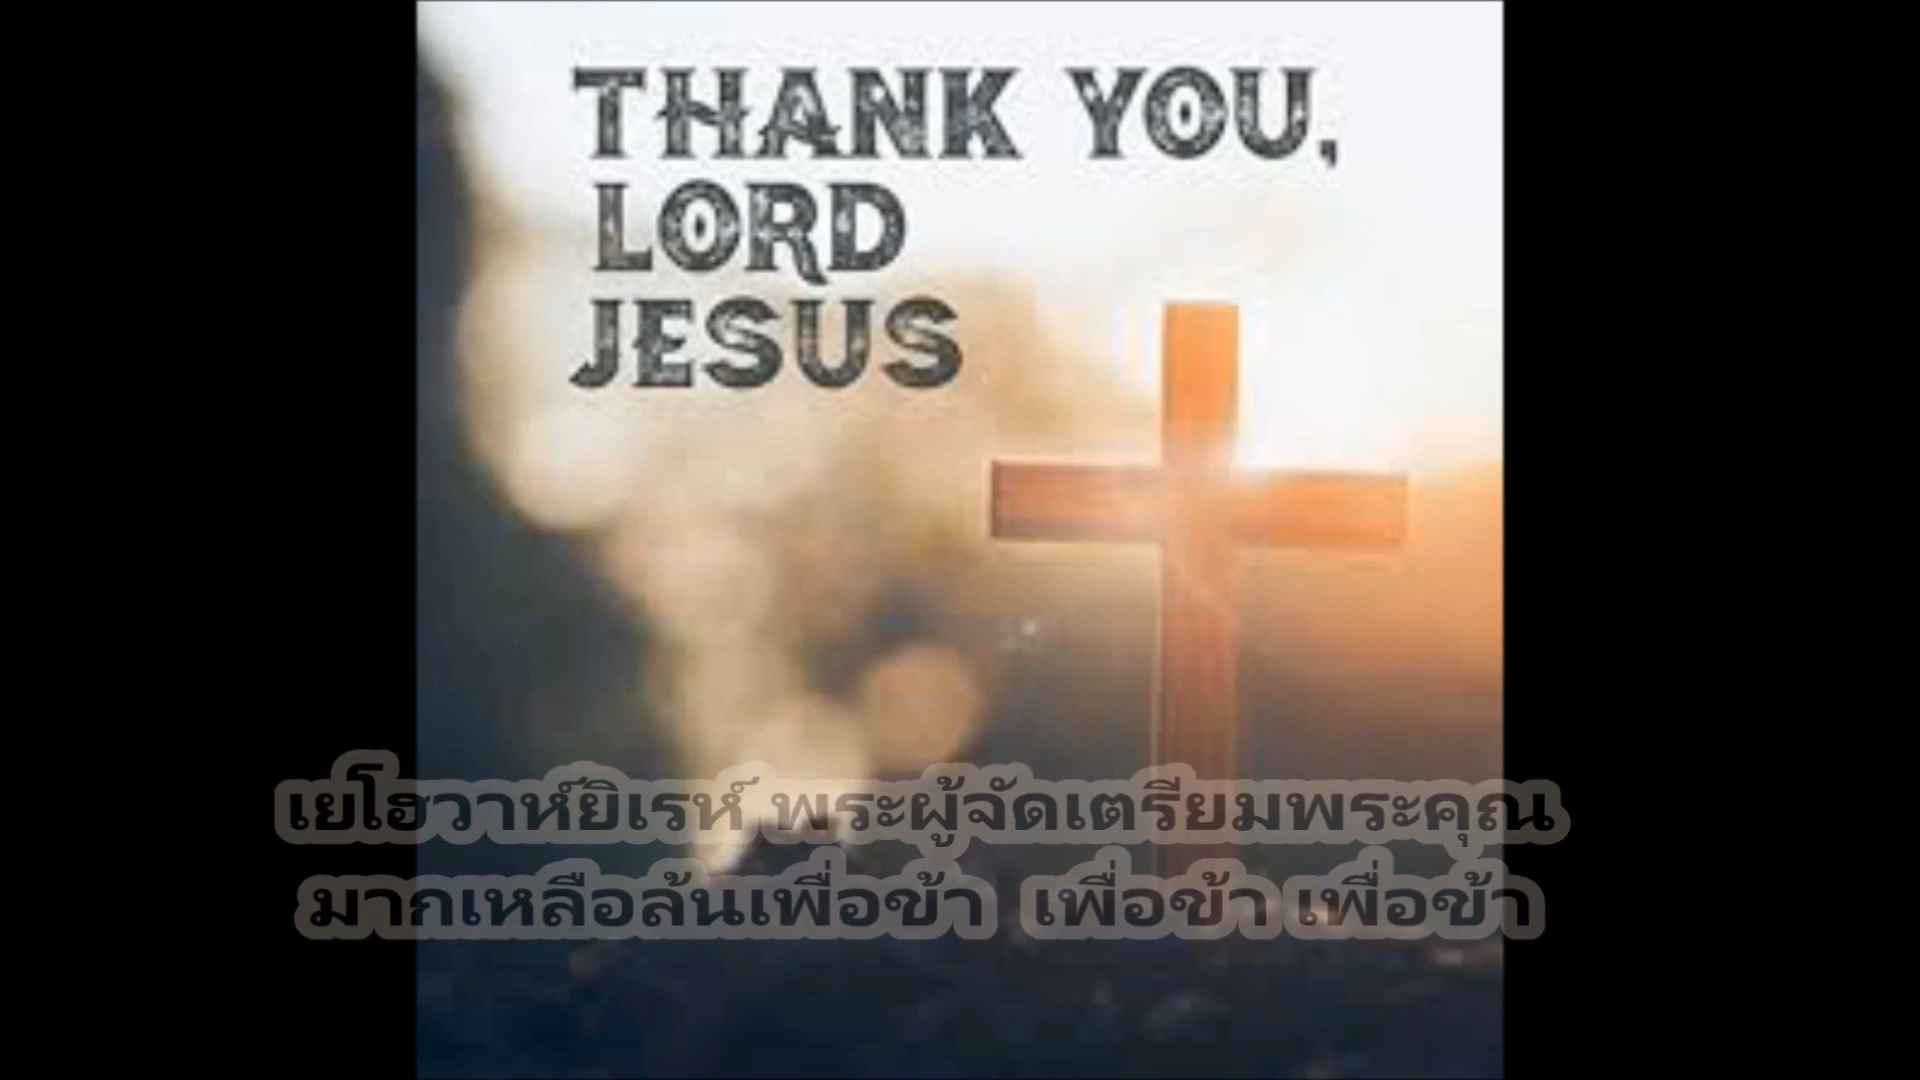 THANK YOU,
LORD
JESUS
เยโฮวาห์ยิเรห์ พระผู้จัดเตรียมพระคุณ
มากเหลือล้นเพื่อข้า เพื่อข้า เพื่อข้า